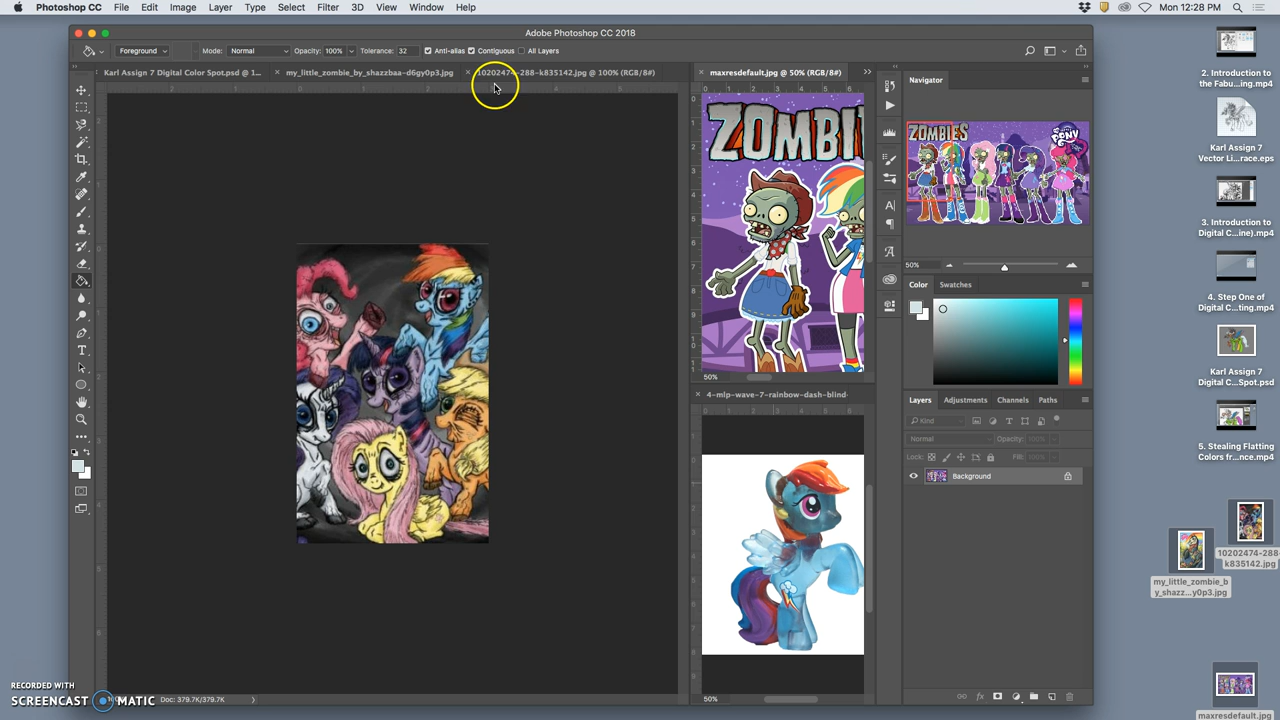 Photoshop CC File Edit Image Layer Type Select Filter 3D View Window Help
Mon 12:28 PM
Adobe Photoshop CC 2018
Foreground Mode: Normal Opacity: 100% Tolerance: 32 Anti-alias Contiguous All Layers
Karl Assign 7 Digital Color Spot.psd @ 1... my_little_zombie_by_shazzbaa-d6gy0p3.jpg 10202474-288-k835142.jpg @ 100% (RGB/8#)
maxresdefault.jpg @ 50% (RGB/8#)
ZOMBIE
50%
4-mlp-wave-7-rainbow-dash-blind-
50%
Doc: 379.7K/379.7K
Navigator
ZOMBIES
PONY
50%
Color Swatches
Layers Adjustments Channels Paths
Kind
Normal Opacity: 100%
Lock: Fill: 100%
Background
2. Introduction to
the Fabu...ing.mp4
Karl Assign 7
Vector Li...race.eps
3. Introduction to
Digital C...ine).mp4
4. Step One of
Digital C...ting.mp4
Karl Assign 7
Digital C...Spot.psd
5. Stealing Flatting
Colors fr...nce.mp4
10202474-288-
k835142.jpg
my_little_zombie_b
y_shazz...y0p3.jpg
maxresdefault.jpg
RECORDED WITH
SCREENCAST MATIC